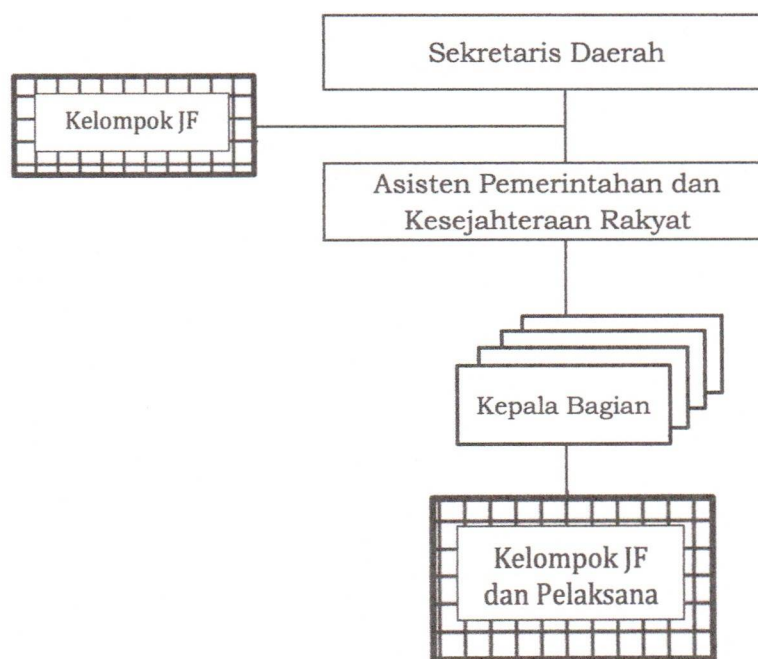 Sekretaris Daerah
Kelompok JF
Asisten Pemerintahan dan
Kesejahteraan Rakyat
Kepala Bagian
Kelompok JF
dan Pelaksana